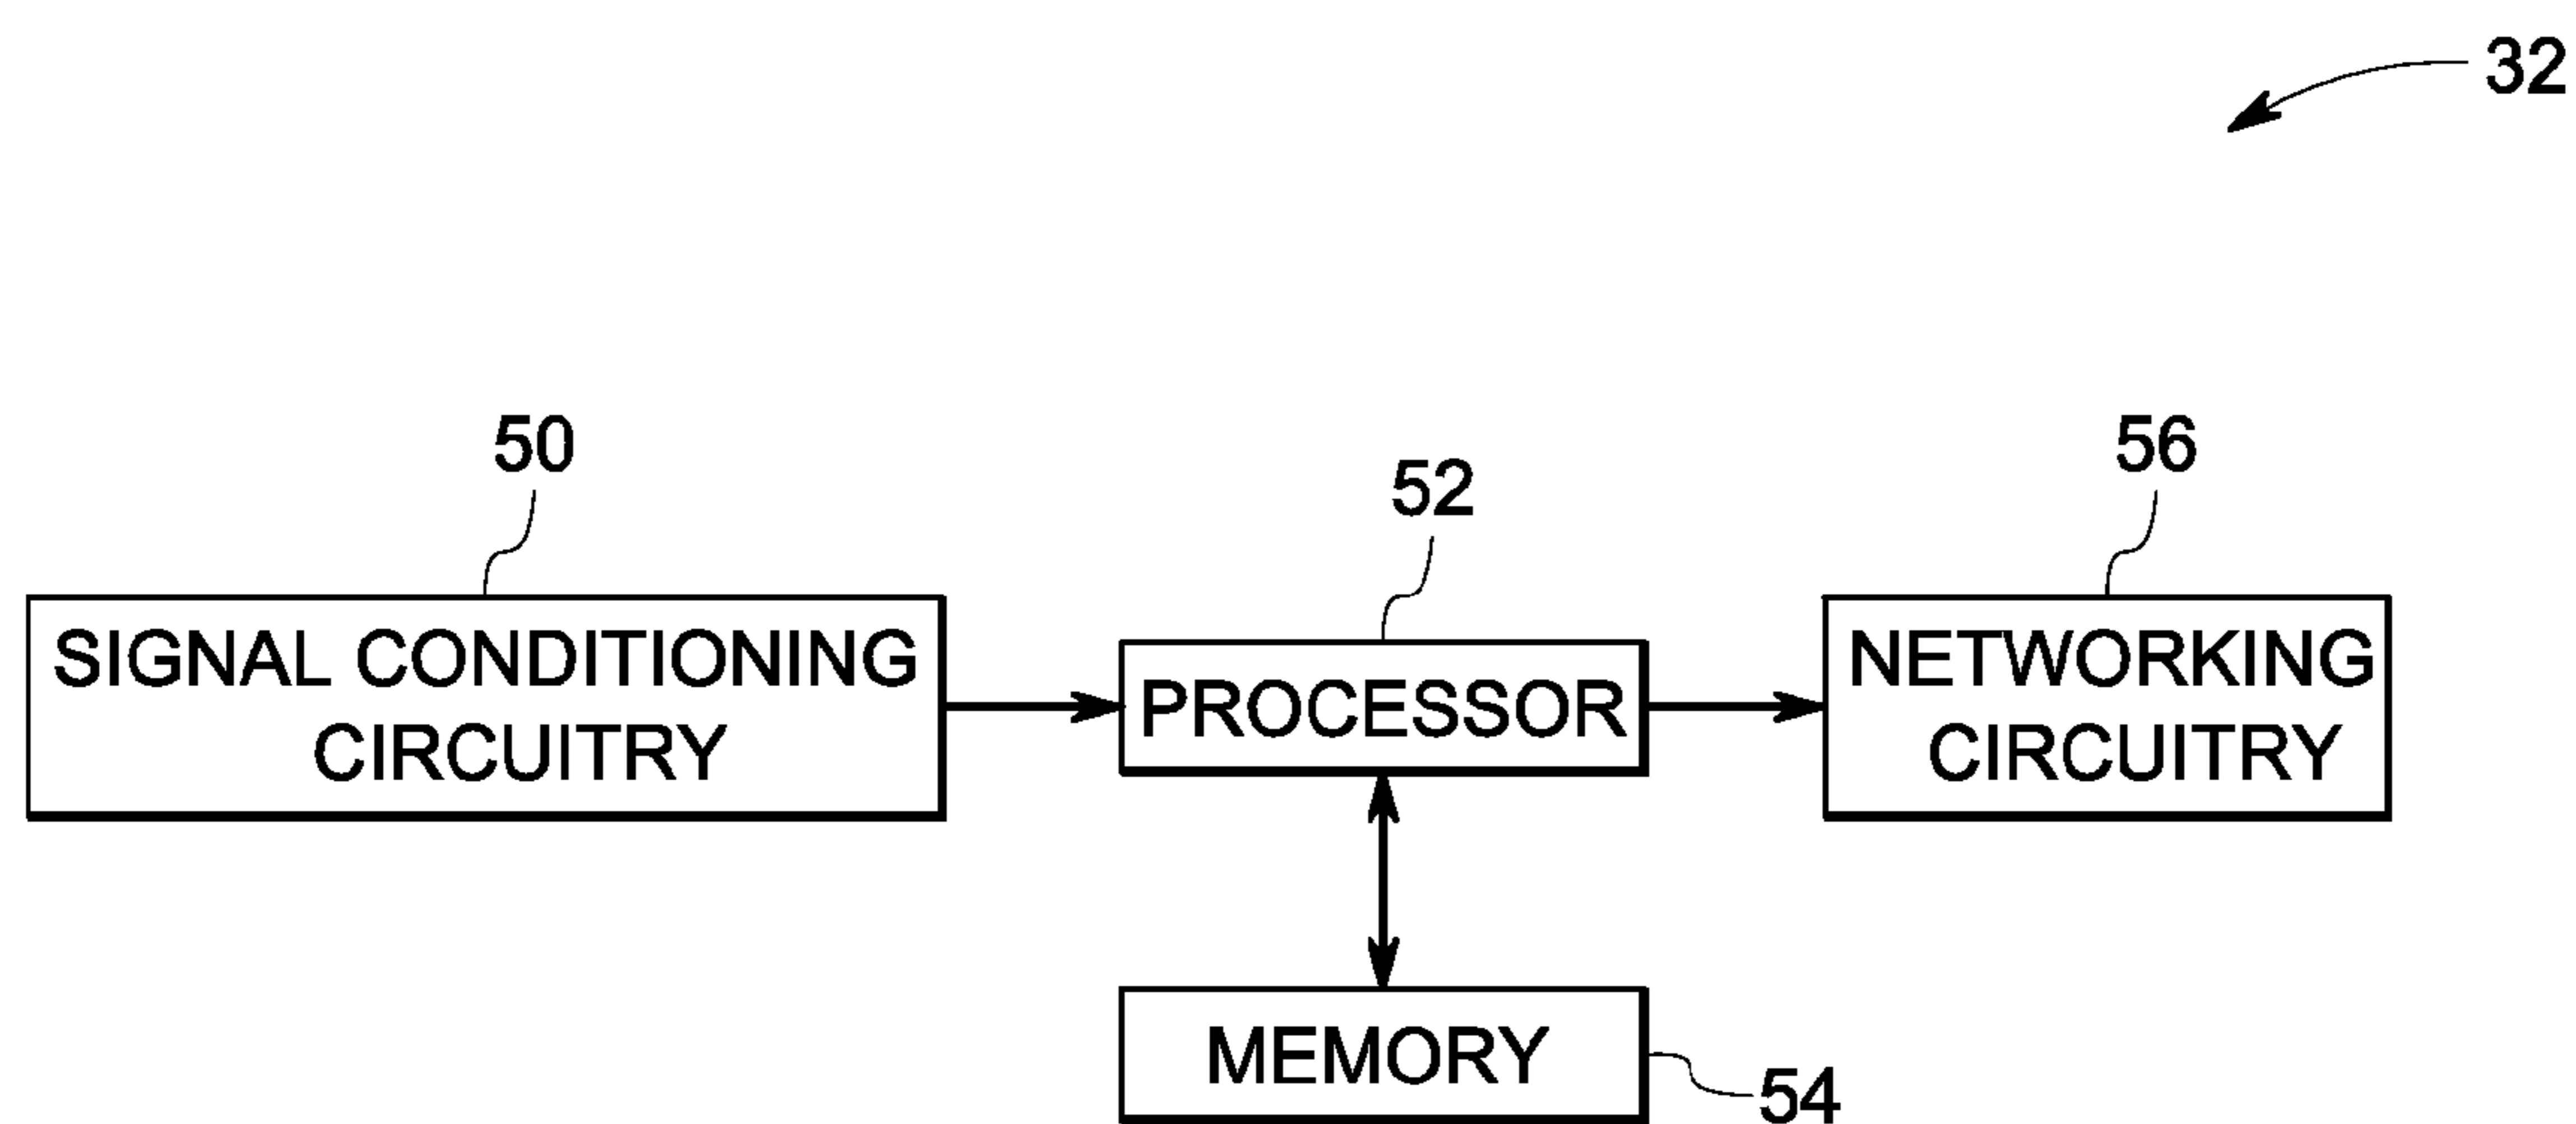 32
50
52
56
SIGNAL CONDITIONING
CIRCUITRY
PROCESSOR
NETWORKING
CIRCUITRY
MEMORY
54